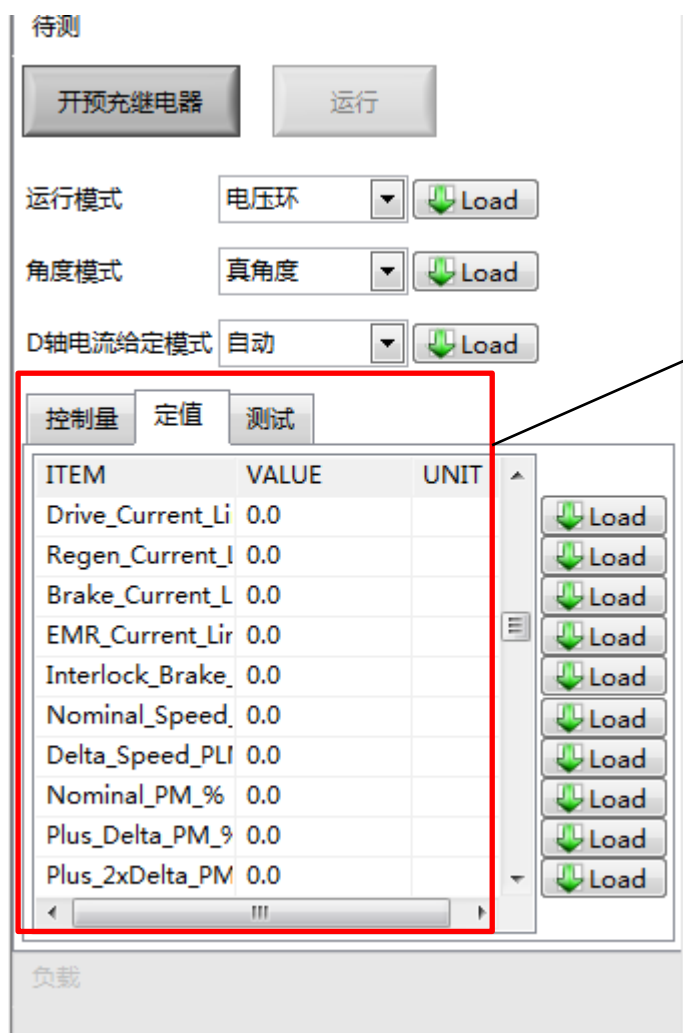 待测
开预充继电器 运行
运行模式 电压环 Load
角度模式 真角度 Load
D轴电流给定模式 自动 Load
控制量 定值 测试
ITEM VALUE UNIT
Drive_Current_Li 0.0 Load
Regen_Current_L 0.0 Load
Brake_Current_L 0.0 Load
EMR_Current_Lir 0.0 Load
Interlock_Brake_ 0.0 Load
Nominal_Speed_ 0.0 Load
Delta_Speed_PLI 0.0 Load
Nominal_PM_% 0.0 Load
Plus_Delta_PM_% 0.0 Load
Plus_2xDelta_PM 0.0 Load
负载